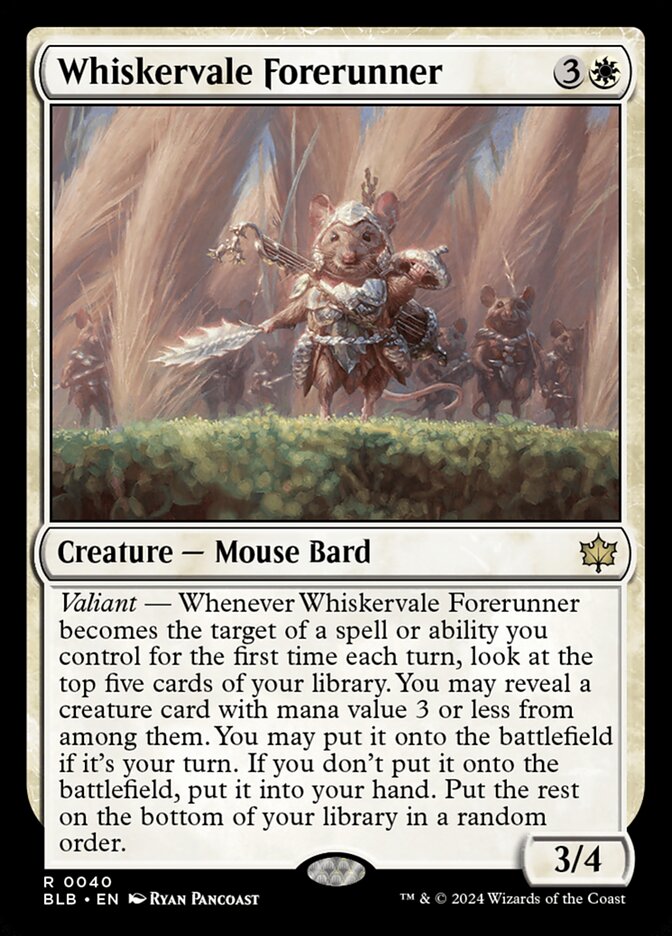 Whiskervale Forerunner 3
Creature — Mouse Bard
Valiant — Whenever Whiskervale Forerunner
becomes the target of a spell or ability you
control for the first time each turn, look at the
top five cards of your library. You may reveal a
creature card with mana value 3 or less from
among them. You may put it onto the battlefield
if it's your turn. If you don't put it onto the
battlefield, put it into your hand. Put the rest
on the bottom of your library in a random
order.
3/4
R 0040
BLB • EN Ryan Pancoast
™ & © 2024 Wizards of the Coast